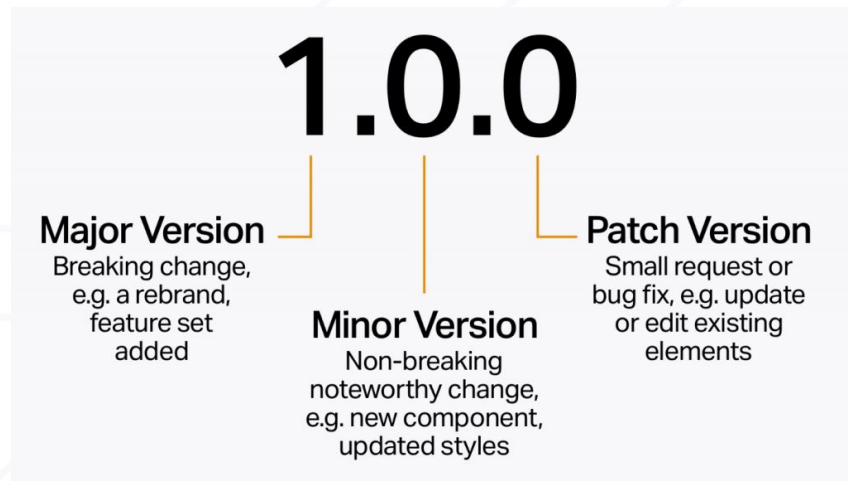 1.0.0
Major Version
Breaking change,
e.g. a rebrand,
feature set
added
Minor Version
Non-breaking
noteworthy change,
e.g. new component,
updated styles
Patch Version
Small request or
bug fix, e.g. update
or edit existing
elements